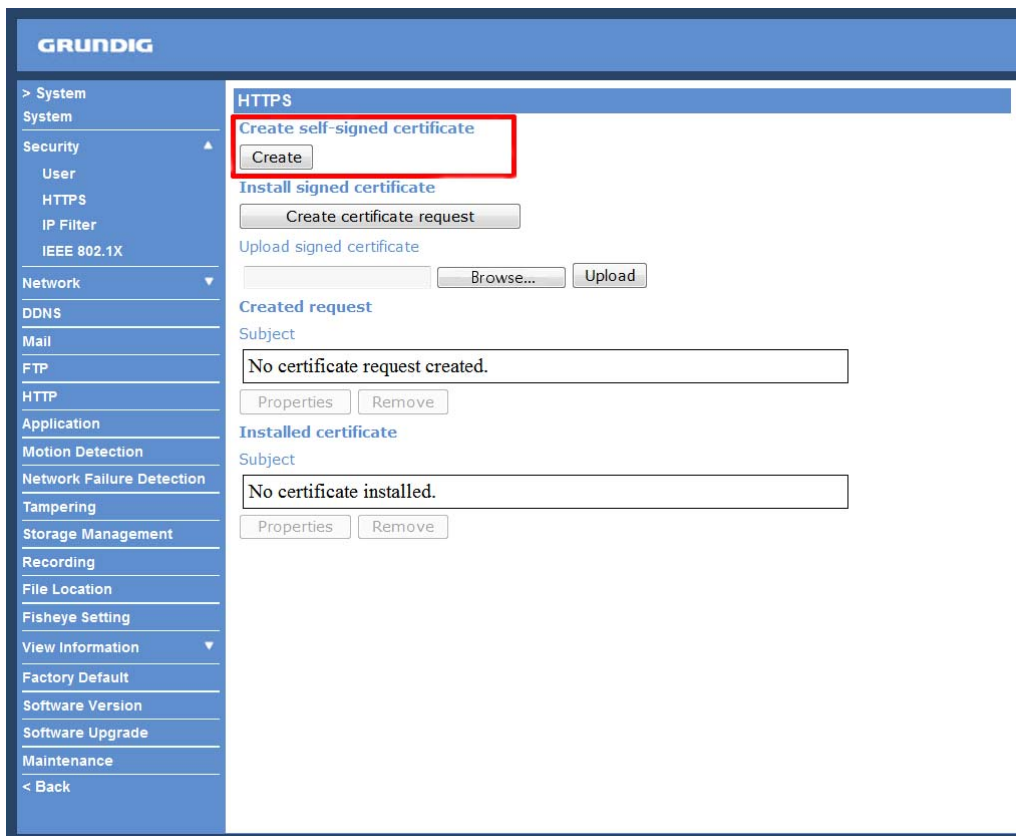 GRUNDIG
> System
System
Security
User
HTTPS
IP Filter
IEEE 802.1X
Network
DDNS
Mail
FTP
HTTP
Application
Motion Detection
Network Failure Detection
Tampering
Storage Management
Recording
File Location
Fisheye Setting
View Information
Factory Default
Software Version
Software Upgrade
Maintenance
< Back
HTTPS
Create self-signed certificate
Create
Install signed certificate
Create certificate request
Upload signed certificate
Browse... Upload
Created request
Subject
No certificate request created.
Properties Remove
Installed certificate
Subject
No certificate installed.
Properties Remove